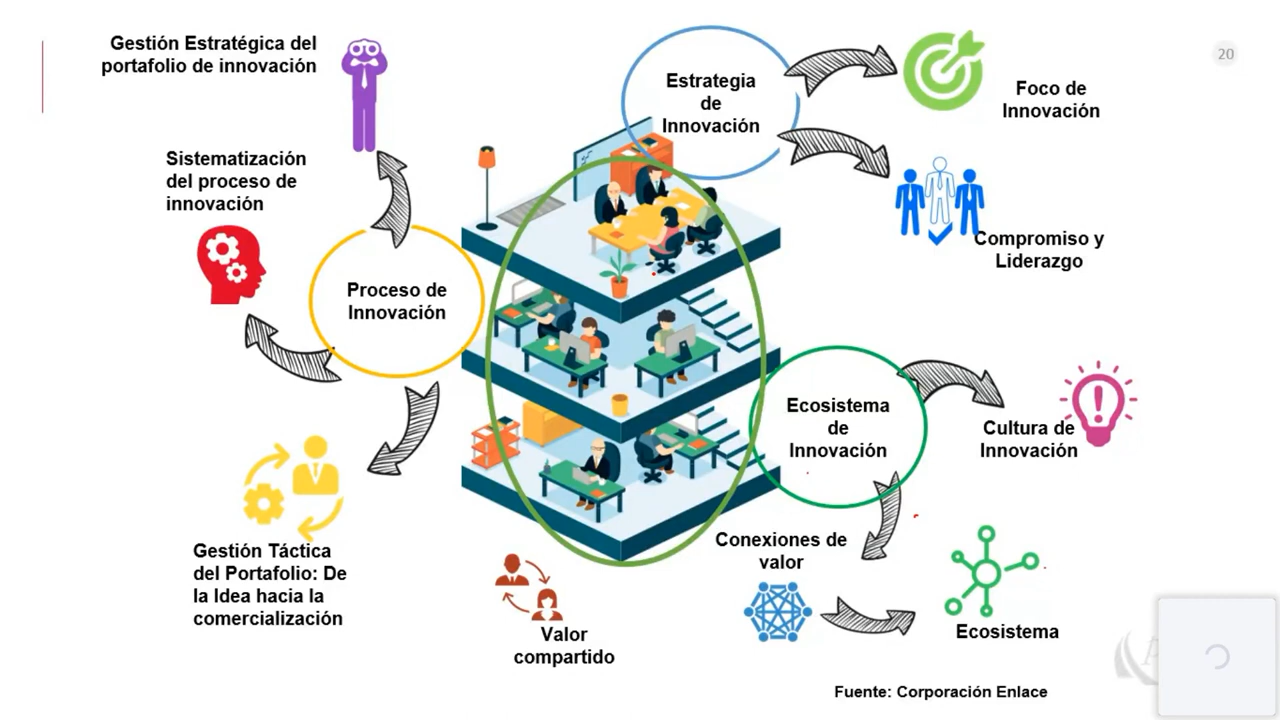 Gestión Estratégica del
portafolio de innovación
20
Estrategia
de
Innovación
Foco de
Innovación
Sistematización
del proceso de
innovación
Compromiso y
Liderazgo
Proceso de
Innovación
Ecosistema
de
Innovación
Cultura de
Innovación
Gestión Táctica
del Portafolio: De
la Idea hacia la
comercialización
Conexiones de
valor
Ecosistema
Valor
compartido
Fuente: Corporación Enlace